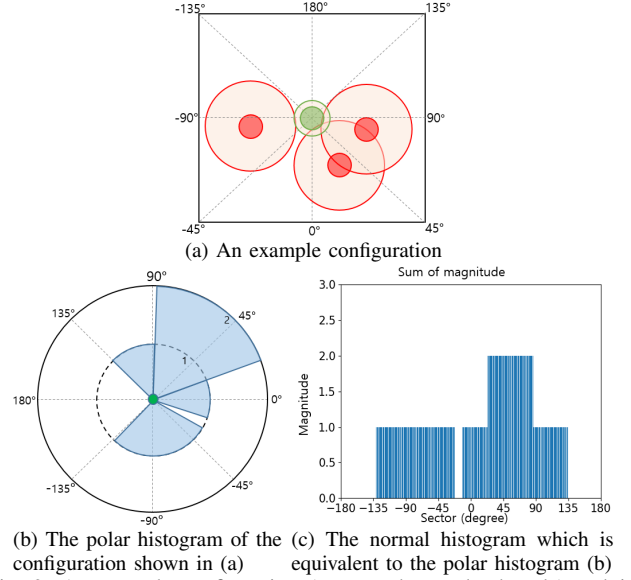 -135°
180°
135°
-90°
90°
-45°
0°
45°
(a) An example configuration
90°
135°
45°
2
1
180°
0°
-135°
-45°
-90°
Sum of magnitude
3.0
2.5
2.0
1.5
1.0
0.5
0.0
Magnitude
−180 −135 −90 −45 0 45 90 135 180
Sector (degree)
(b) The polar histogram of the
configuration shown in (a)
(c) The normal histogram which is
equivalent to the polar histogram (b)